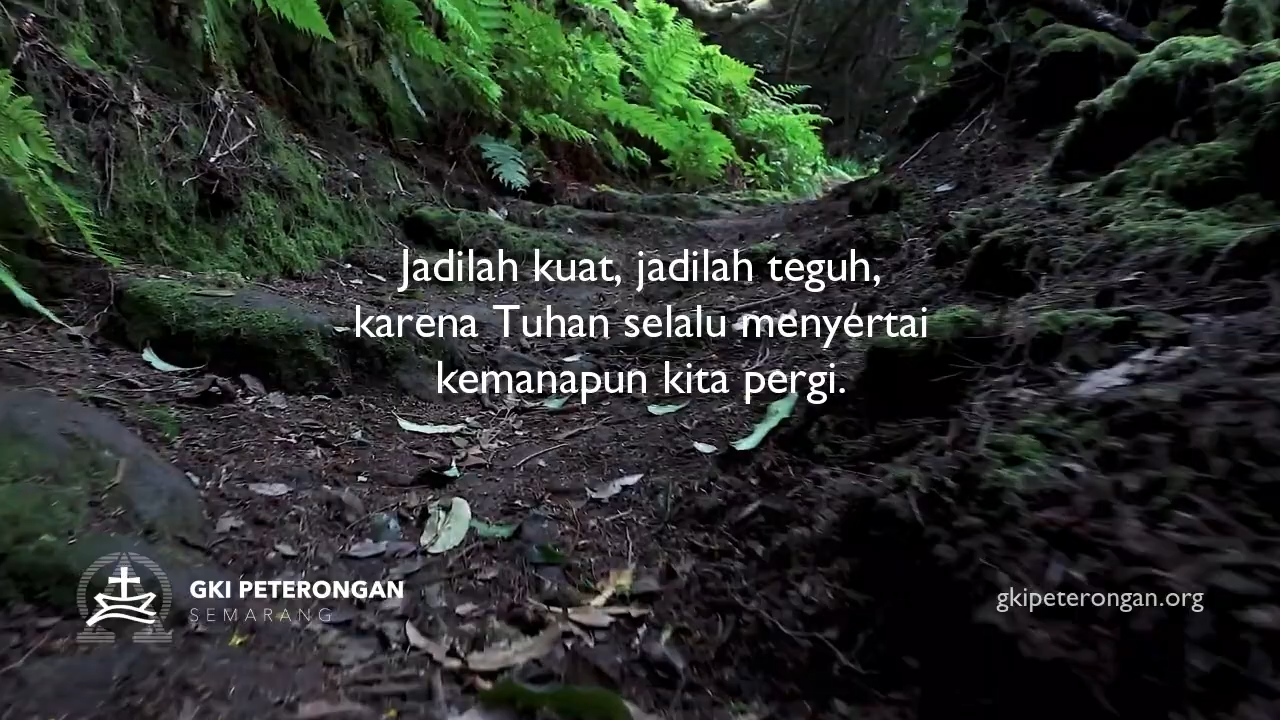 Jadilah kuat, jadilah teguh,
karena Tuhan selalu menyertai
kemanapun kita pergi.
GKI PETERONGAN
SEMARANG
gkipeterongan.org